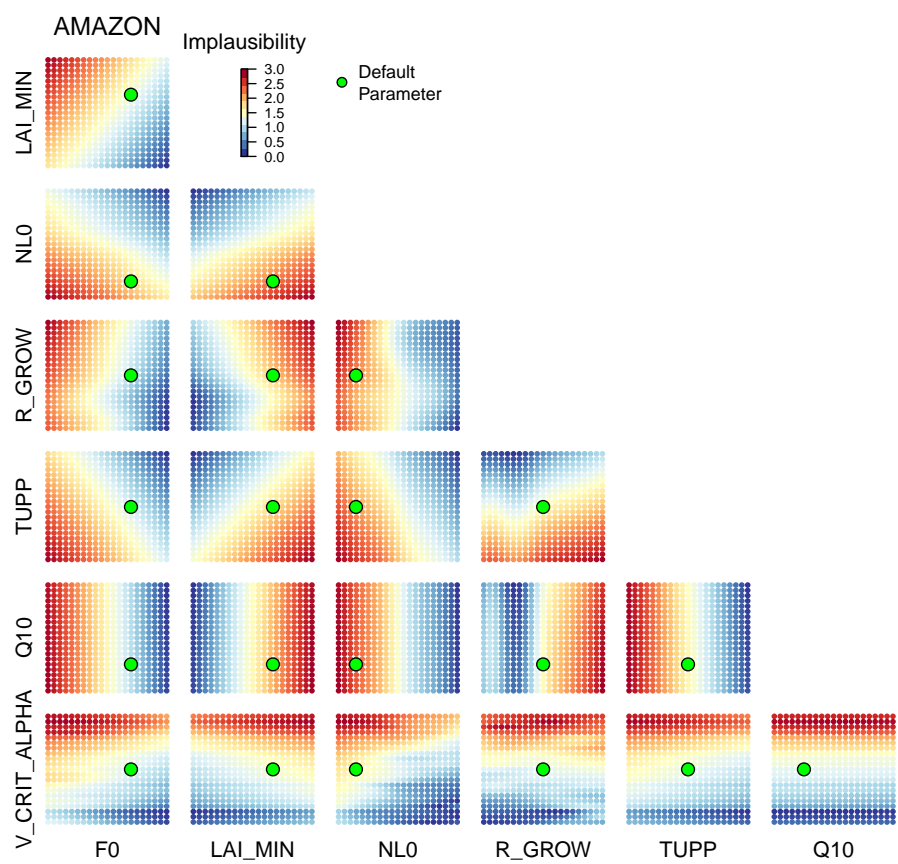 AMAZON
Implausibility
3.0
2.5
2.0
1.5
1.0
0.5
0.0
Default
Parameter
LAI_MIN
NL0
R_GROW
TUPP
Q10
V_CRIT_ALPHA
F0
LAI_MIN
NL0
R_GROW
TUPP
Q10